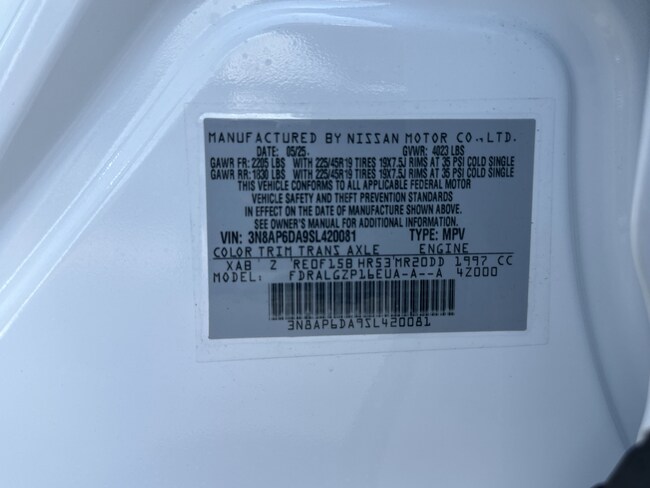 MANUFACTURED BY NISSAN MOTOR CO., LTD.
DATE: 05/25. GVWR: 4023 LBS
GAWR FR: 2205 LBS WITH 225/45R19 TIRES 19X7.5J RIMS AT 35 PSI COLD SINGLE
GAWR RR: 1830 LBS WITH 225/45R19 TIRES 19X7.5J RIMS AT 35 PSI COLD SINGLE
THIS VEHICLE CONFORMS TO ALL APPLICABLE FEDERAL MOTOR
VEHICLE SAFETY AND THEFT PREVENTION STANDARDS
IN EFFECT ON THE DATE OF MANUFACTURE SHOWN ABOVE.
SEE OWNER'S MANUAL FOR ADDITIONAL INFORMATION.
VIN: 3N8AP6DA9SL420081 TYPE: MPV
COLOR TRIM TRANS AXLE ENGINE
XAB Z RE0F15B HR53 MR20DD 1997 CC
MODEL: FDRALGZP16EUA-A--A 4Z000
3N8AP6DA9SL420081